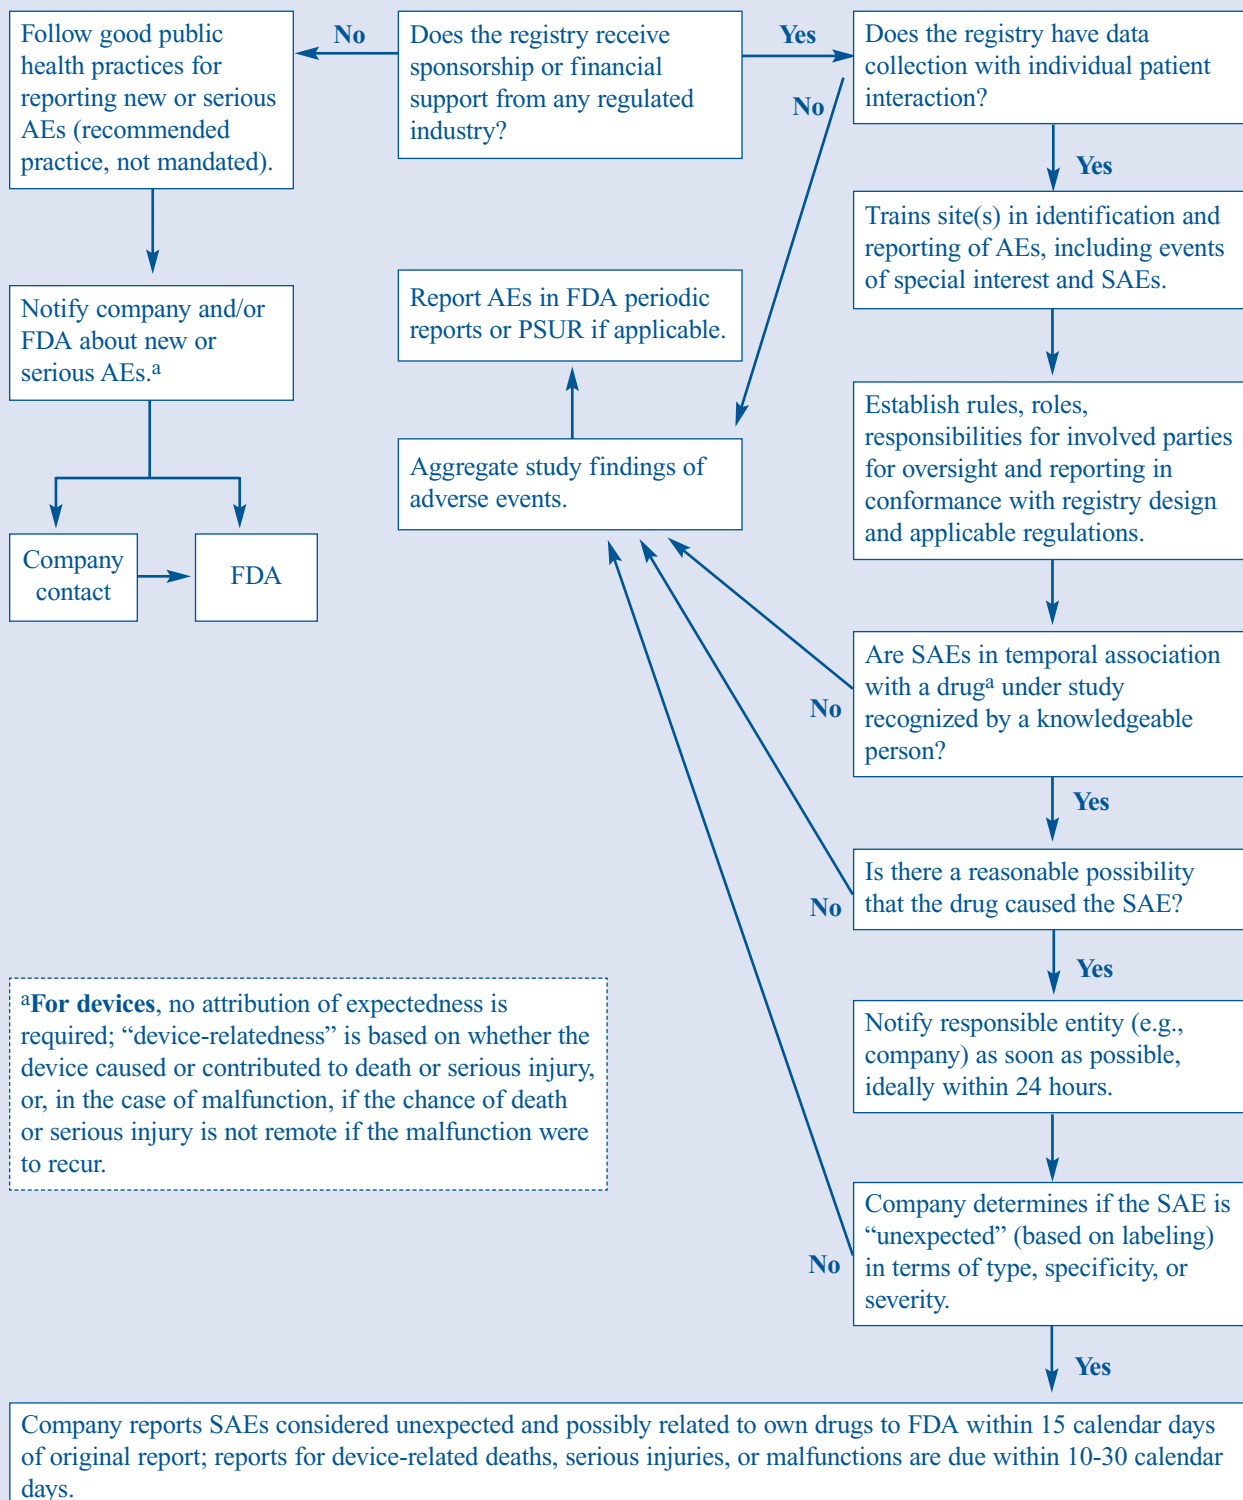 Follow good public
health practices for
reporting new or serious
AEs (recommended
practice, not mandated).
No
Does the registry receive
sponsorship or financial
support from any regulated
industry?
Yes
Does the registry have data
collection with individual patient
interaction?
No
Yes
Trains site(s) in identification and
reporting of AEs, including events
of special interest and SAEs.
Notify company and/or
FDA about new or
serious AEs.a
Report AEs in FDA periodic
reports or PSUR if applicable.
Establish rules, roles,
responsibilities for involved parties
for oversight and reporting in
conformance with registry design
and applicable regulations.
Aggregate study findings of
adverse events.
Company
contact
FDA
Are SAEs in temporal association
with a druga under study
recognized by a knowledgeable
person?
No
Yes
Is there a reasonable possibility
that the drug caused the SAE?
No
Yes
aFor devices, no attribution of expectedness is
required; “device-relatedness” is based on whether the
device caused or contributed to death or serious injury,
or, in the case of malfunction, if the chance of death
or serious injury is not remote if the malfunction were
to recur.
Notify responsible entity (e.g.,
company) as soon as possible,
ideally within 24 hours.
Company determines if the SAE is
“unexpected” (based on labeling)
in terms of type, specificity, or
severity.
No
Yes
Company reports SAEs considered unexpected and possibly related to own drugs to FDA within 15 calendar days
of original report; reports for device-related deaths, serious injuries, or malfunctions are due within 10-30 calendar
days.